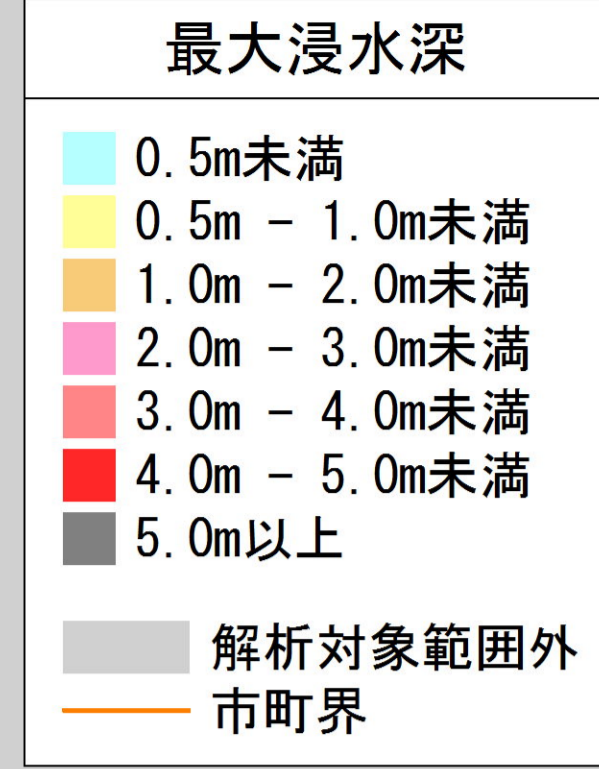 最大浸水深
0.5m未満
0.5m － 1.0m未満
1.0m － 2.0m未満
2.0m － 3.0m未満
3.0m － 4.0m未満
4.0m － 5.0m未満
5.0m以上
解析対象範囲外
市町界